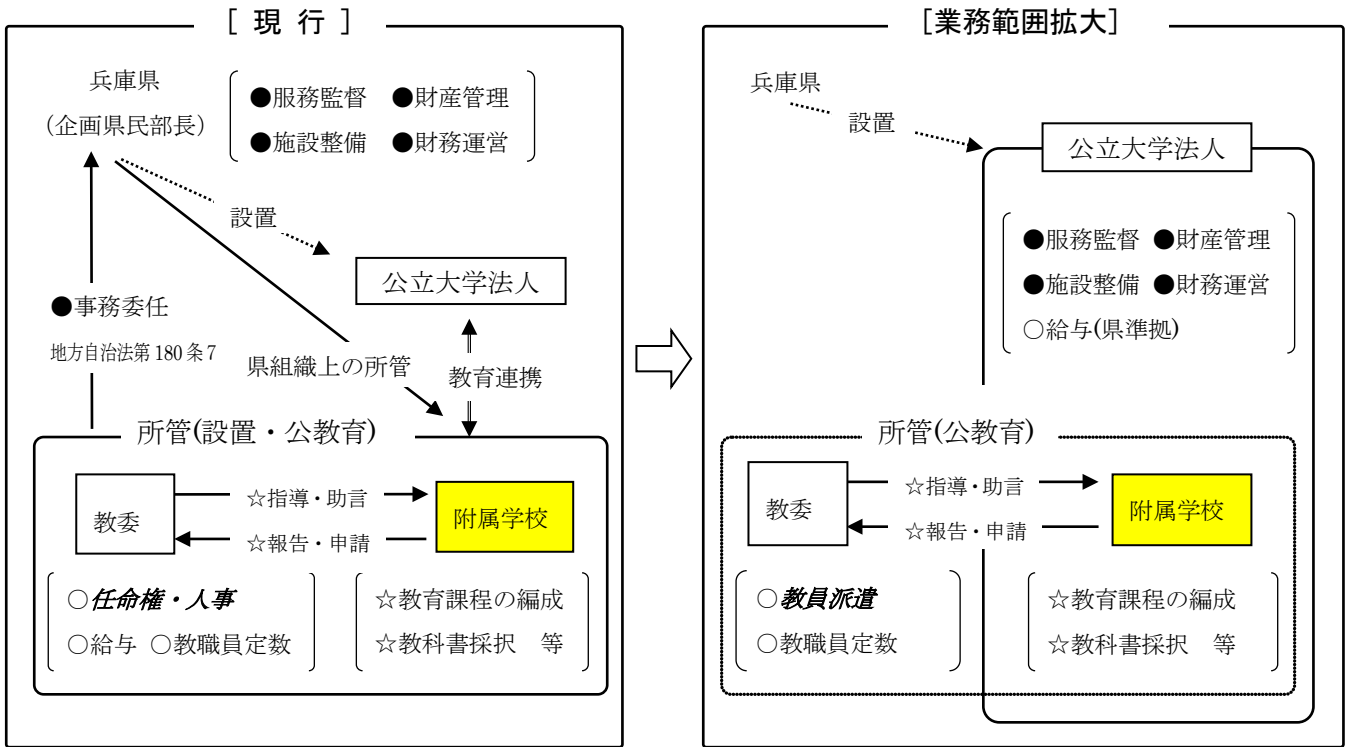 [ 現 行 ]
兵庫県
(企画県民部長)
●服務監督 ●財産管理
●施設整備 ●財務運営
設置
公立大学法人
●事務委任
地方自治法第180条7
県組織上の所管
教育連携
所管(設置・公教育)
教委
☆指導・助言
☆報告・申請
附属学校
○任命権・人事
○給与 ○教職員定数
☆教育課程の編成
☆教科書採択 等
[業務範囲拡大]
兵庫県
設置
公立大学法人
●服務監督 ●財産管理
●施設整備 ●財務運営
○給与(県準拠)
所管(公教育)
教委
☆指導・助言
☆報告・申請
附属学校
○教員派遣
○教職員定数
☆教育課程の編成
☆教科書採択 等